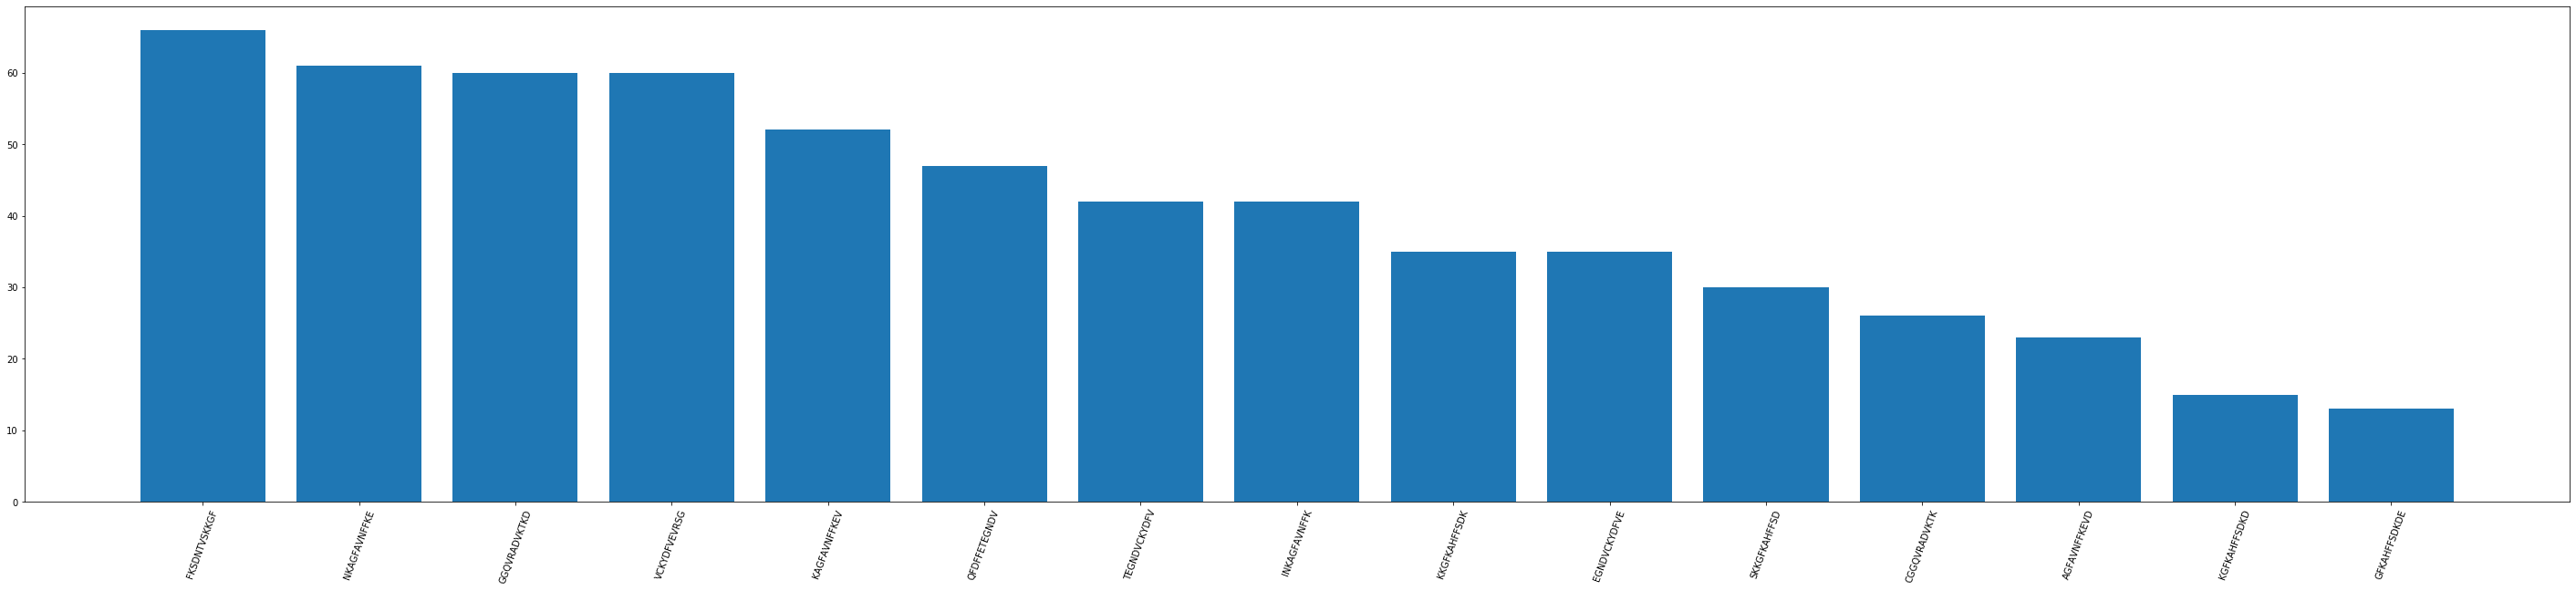 60
50
40
30
20
10
0
FKSDNTVSKKGF
NKAGFAVNFFKE
GGQVRADVKTKD
VCKYDFVEVRSG
KAGFAVNFFKEV
QFDFFETEGNDV
TEGNDVCKYDFV
INKAGFAVNFFK
KKGFKAHFFSDK
EGNDVCKYDFVE
SKKGFKAHFFSD
CGGQVRADVKTK
AGFAVNFFKEVD
KGFKAHFFSDKD
GFKAHFFSDKDE